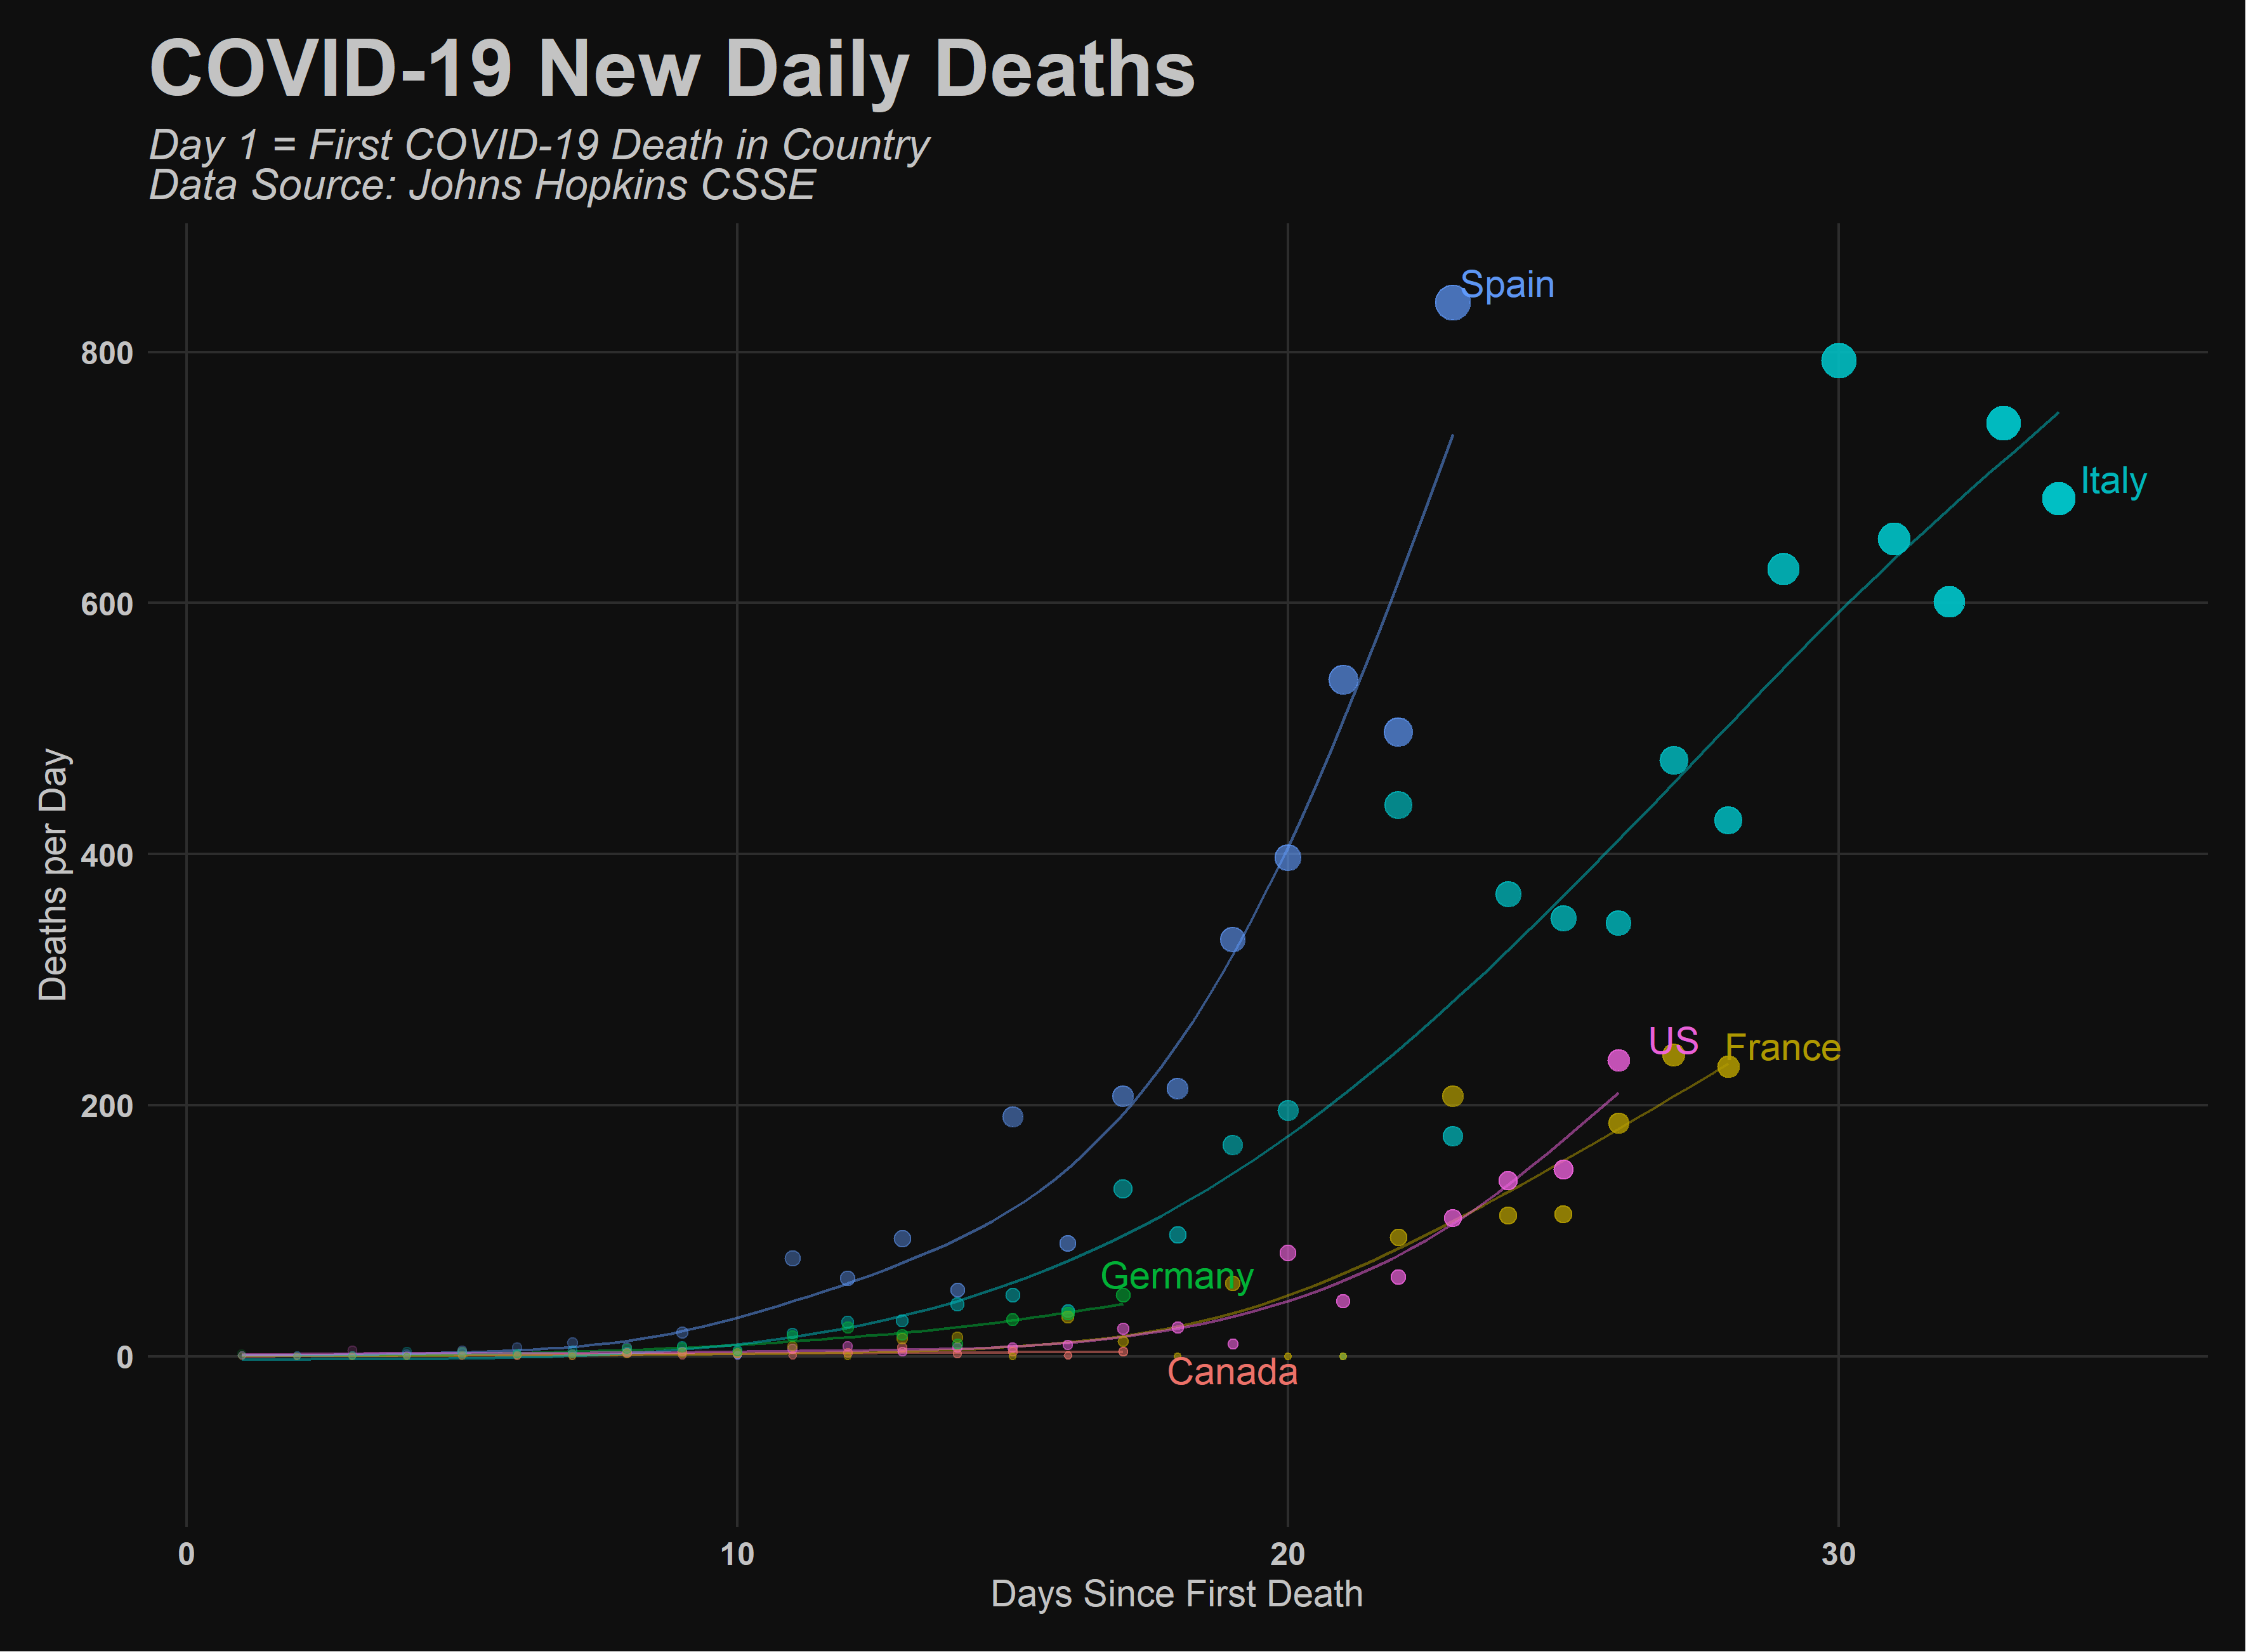 COVID-19 New Daily Deaths
Day 1 = First COVID-19 Death in Country
Data Source: Johns Hopkins CSSE
Spain
800
Italy
600
Deaths per Day
400
US
France
200
Germany
0
Canada
0
10
20
30
Days Since First Death